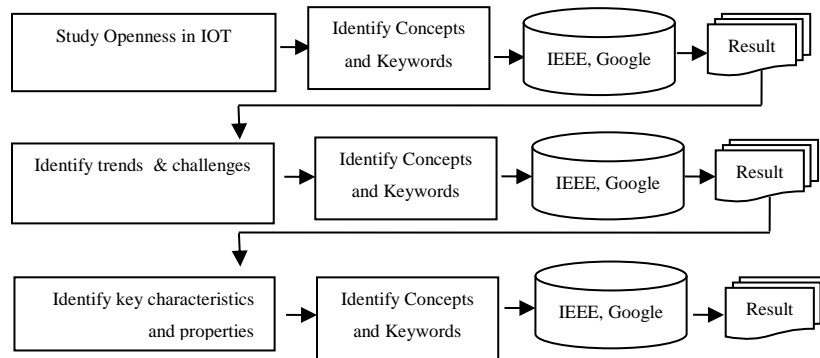 Study Openness in IOT
Identify Concepts
and Keywords
IEEE, Google
Result
Identify trends & challenges
Identify Concepts
and Keywords
IEEE, Google
Result
Identify key characteristics
and properties
Identify Concepts
and Keywords
IEEE, Google
Result